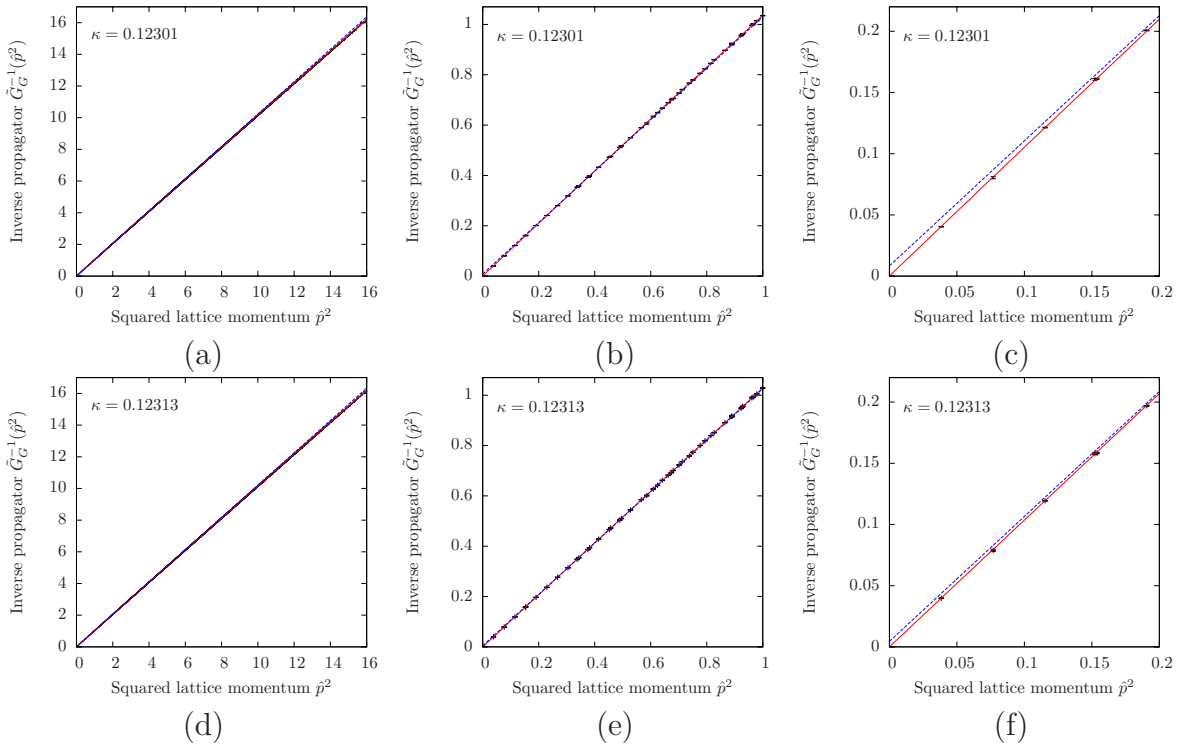 Inverse propagator G̃_G^{-1}(p̂²)
κ = 0.12301
16
14
12
10
8
6
4
2
0
0 2 4 6 8 10 12 14 16
Squared lattice momentum p̂²
(a)
Inverse propagator G̃_G^{-1}(p̂²)
κ = 0.12301
1
0.8
0.6
0.4
0.2
0
0 0.2 0.4 0.6 0.8 1
Squared lattice momentum p̂²
(b)
Inverse propagator G̃_G^{-1}(p̂²)
κ = 0.12301
0.2
0.15
0.1
0.05
0
0 0.05 0.1 0.15 0.2
Squared lattice momentum p̂²
(c)
Inverse propagator G̃_G^{-1}(p̂²)
κ = 0.12313
16
14
12
10
8
6
4
2
0
0 2 4 6 8 10 12 14 16
Squared lattice momentum p̂²
(d)
Inverse propagator G̃_G^{-1}(p̂²)
κ = 0.12313
1
0.8
0.6
0.4
0.2
0
0 0.2 0.4 0.6 0.8 1
Squared lattice momentum p̂²
(e)
Inverse propagator G̃_G^{-1}(p̂²)
κ = 0.12313
0.2
0.15
0.1
0.05
0
0 0.05 0.1 0.15 0.2
Squared lattice momentum p̂²
(f)